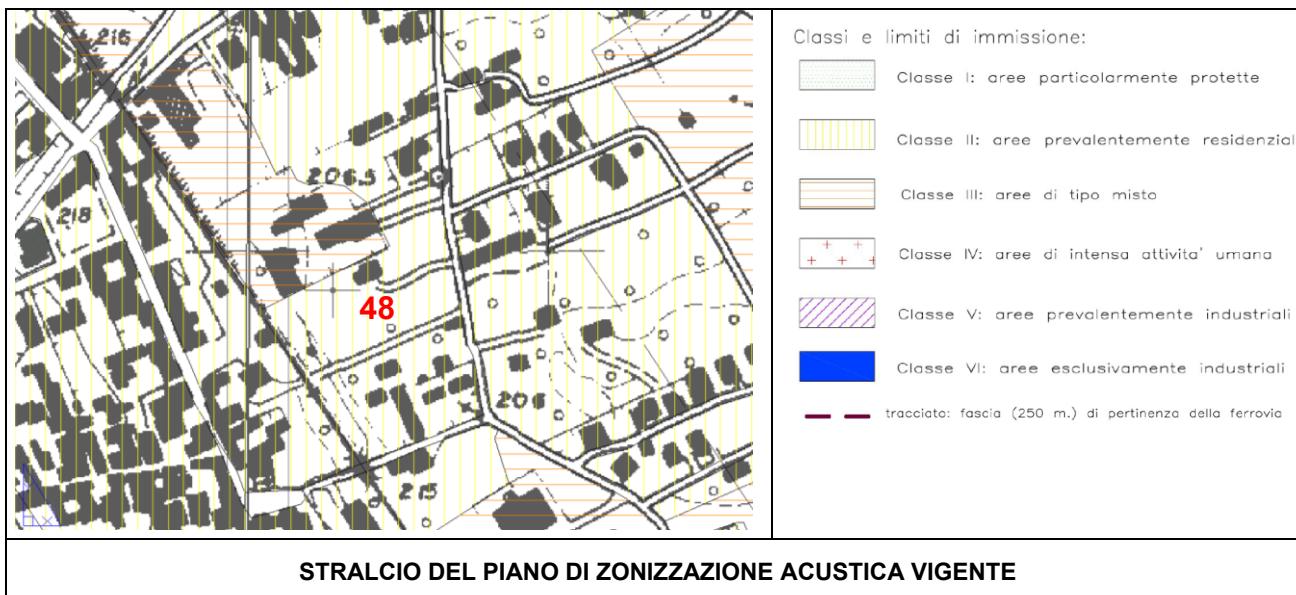 216
206.5
218
48
206
215
Classi e limiti di immissione:
Classe I: aree particolarmente protette
Classe II: aree prevalentemente residenzial
Classe III: aree di tipo misto
Classe IV: aree di intensa attivita' umana
Classe V: aree prevalentemente industriali
Classe VI: aree esclusivamente industriali
tracciato: fascia (250 m.) di pertinenza della ferrovia
STRALCIO DEL PIANO DI ZONIZZAZIONE ACUSTICA VIGENTE